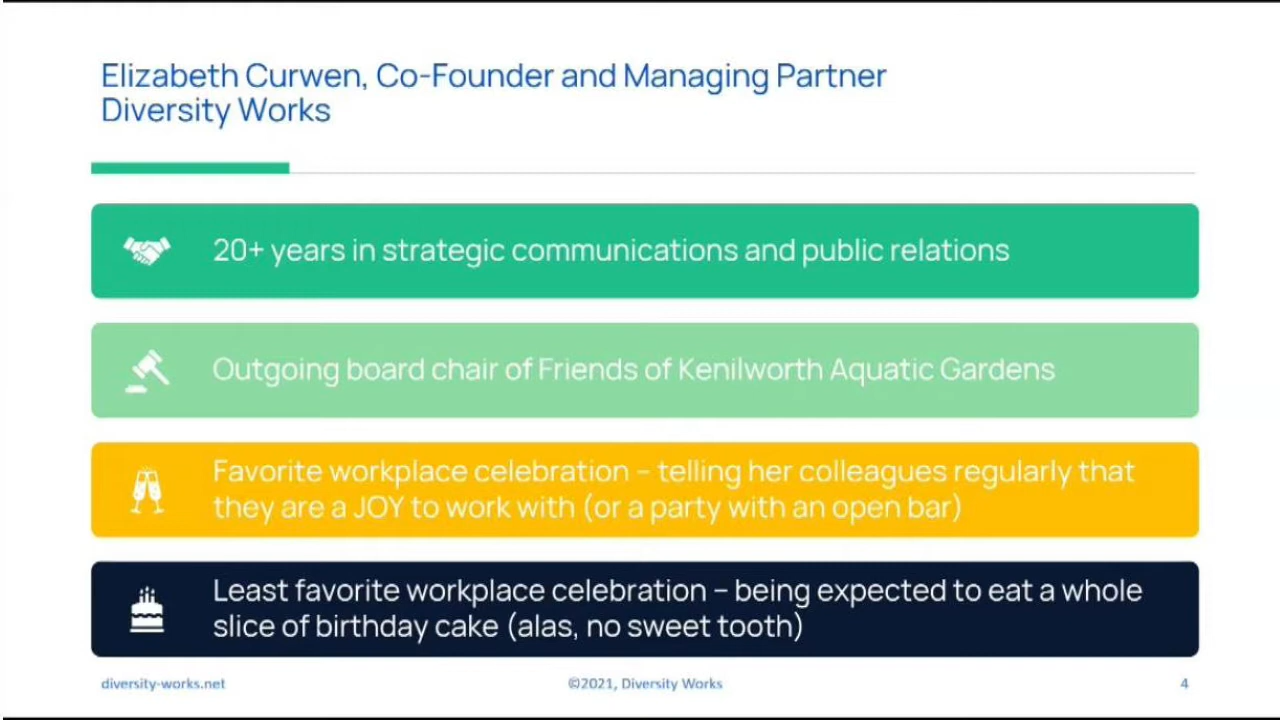 Elizabeth Curwen, Co-Founder and Managing Partner
Diversity Works
20+ years in strategic communications and public relations
Outgoing board chair of Friends of Kenilworth Aquatic Gardens
Favorite workplace celebration – telling her colleagues regularly that
they are a JOY to work with (or a party with an open bar)
Least favorite workplace celebration – being expected to eat a whole
slice of birthday cake (alas, no sweet tooth)
diversity-works.net
©2021, Diversity Works
4